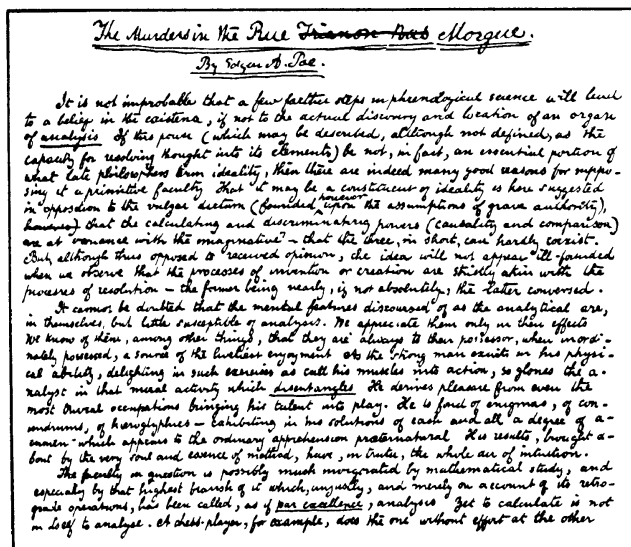 The Murders in the Rue Trianon Bas Morgue.
By Edgar A. Poe.
It is not improbable that a few farther steps in phrenological science will lead
to a belief in the existence, if not to the actual discovery and location of an organ
of analysis. If this power (which may be described, although not defined, as the
capacity for resolving thought into its elements) be not, in fact, an essential portion of
what late philosophers term ideality, then there are indeed many good reasons for suppo-
sing it a primitive faculty. That it may be a constituent of ideality is here suggested
in opposition to the vulgar dictum (founded, however, upon the assumptions of grave authority),
however) that the calculating and discriminating powers (causality and comparison)
are at variance with the imaginative — that the three, in short, can hardly coexist.
But, although thus opposed to received opinion, the idea will not appear ill-founded
when we observe that the processes of invention or creation are strictly akin with the
processes of resolution — the former being nearly, if not absolutely, the latter conversed.
It cannot be doubted that the mental features discoursed of as the analytical are,
in themselves, but little susceptible of analysis. We appreciate them only in their effects.
We know of them, among other things, that they are always to their possessor, when inordi-
nately possessed, a source of the liveliest enjoyment. As the strong man exults in his physi-
cal ability, delighting in such exercises as call his muscles into action, so glories the a-
nalyst in that moral activity which disentangles. He derives pleasure from even the
most trivial occupations bringing his talent into play. He is fond of enigmas, of con-
undrums, of hieroglyphics — exhibiting in his solutions of each and all a degree of a-
cumen which appears to the ordinary apprehension præternatural. His results, brought a-
bout by the very soul and essence of method, have, in truth, the whole air of intuition.
The faculty in question is possibly much invigorated by mathematical study, and
especially by that highest branch of it which, unjustly, and merely on account of its retro-
grade operations, has been called, as if par excellence, analysis. Yet to calculate is not
in itself to analyse. A chess-player, for example, does the one without effort at the other